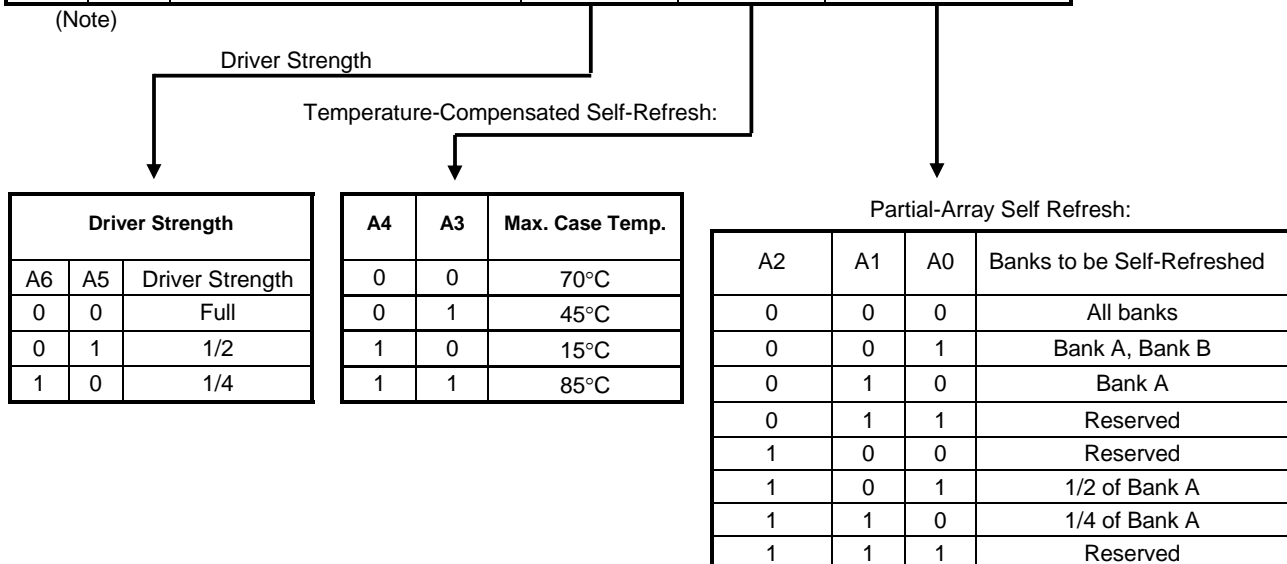 (Note)
Driver Strength
Temperature-Compensated Self-Refresh:
Driver Strength
A6 A5 Driver Strength
0 0 Full
0 1 1/2
1 0 1/4
A4 A3 Max. Case Temp.
0 0 70°C
0 1 45°C
1 0 15°C
1 1 85°C
Partial-Array Self Refresh:
A2 A1 A0 Banks to be Self-Refreshed
0 0 0 All banks
0 0 1 Bank A, Bank B
0 1 0 Bank A
0 1 1 Reserved
1 0 0 Reserved
1 0 1 1/2 of Bank A
1 1 0 1/4 of Bank A
1 1 1 Reserved